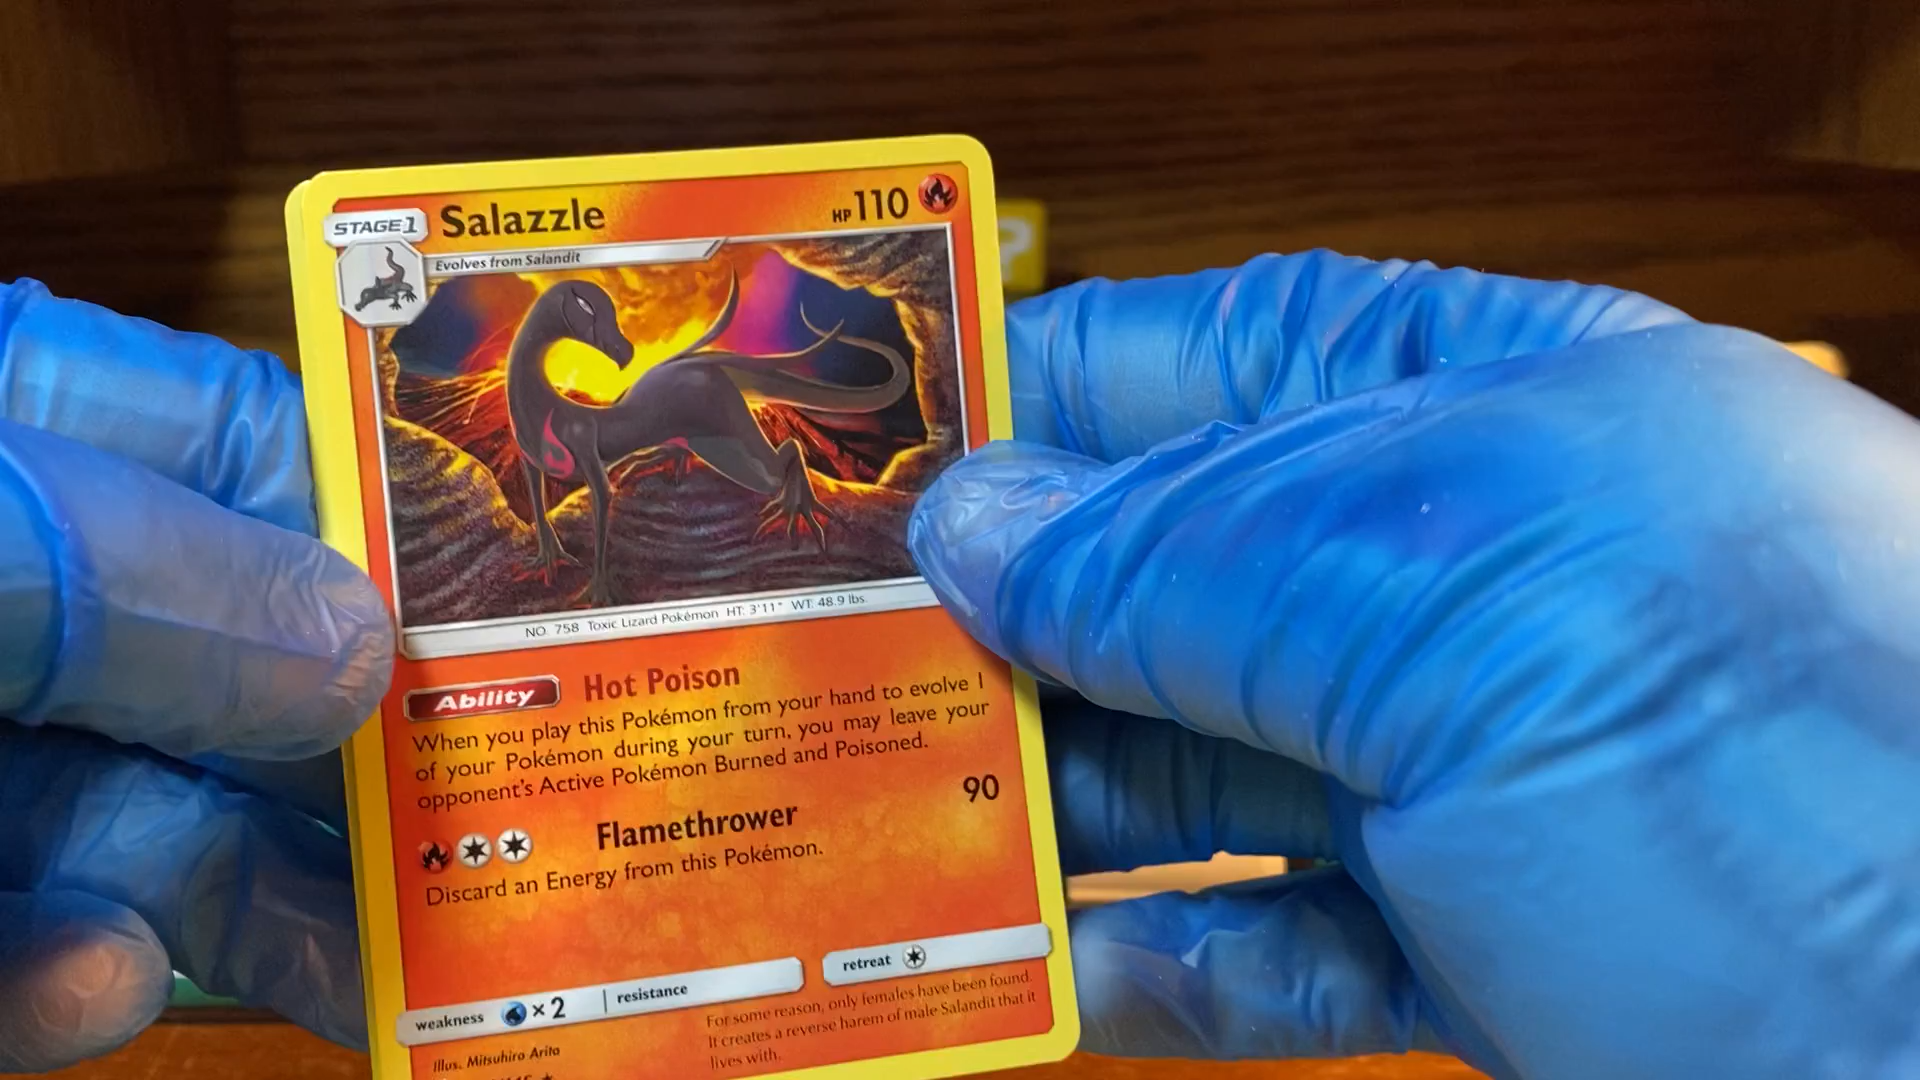 STAGE 1
Salazzle
HP 110
Evolves from Salandit
NO. 758 Toxic Lizard Pokémon HT: 3'11" WT: 48.9 lbs.
Ability Hot Poison
When you play this Pokémon from your hand to evolve 1
of your Pokémon during your turn, you may leave your
opponent's Active Pokémon Burned and Poisoned.
Flamethrower 90
Discard an Energy from this Pokémon.
weakness ×2 resistance
retreat
For some reason, only females have been found.
It creates a reverse harem of male Salandit that it
lives with.
Illus. Mitsuhiro Arita
?